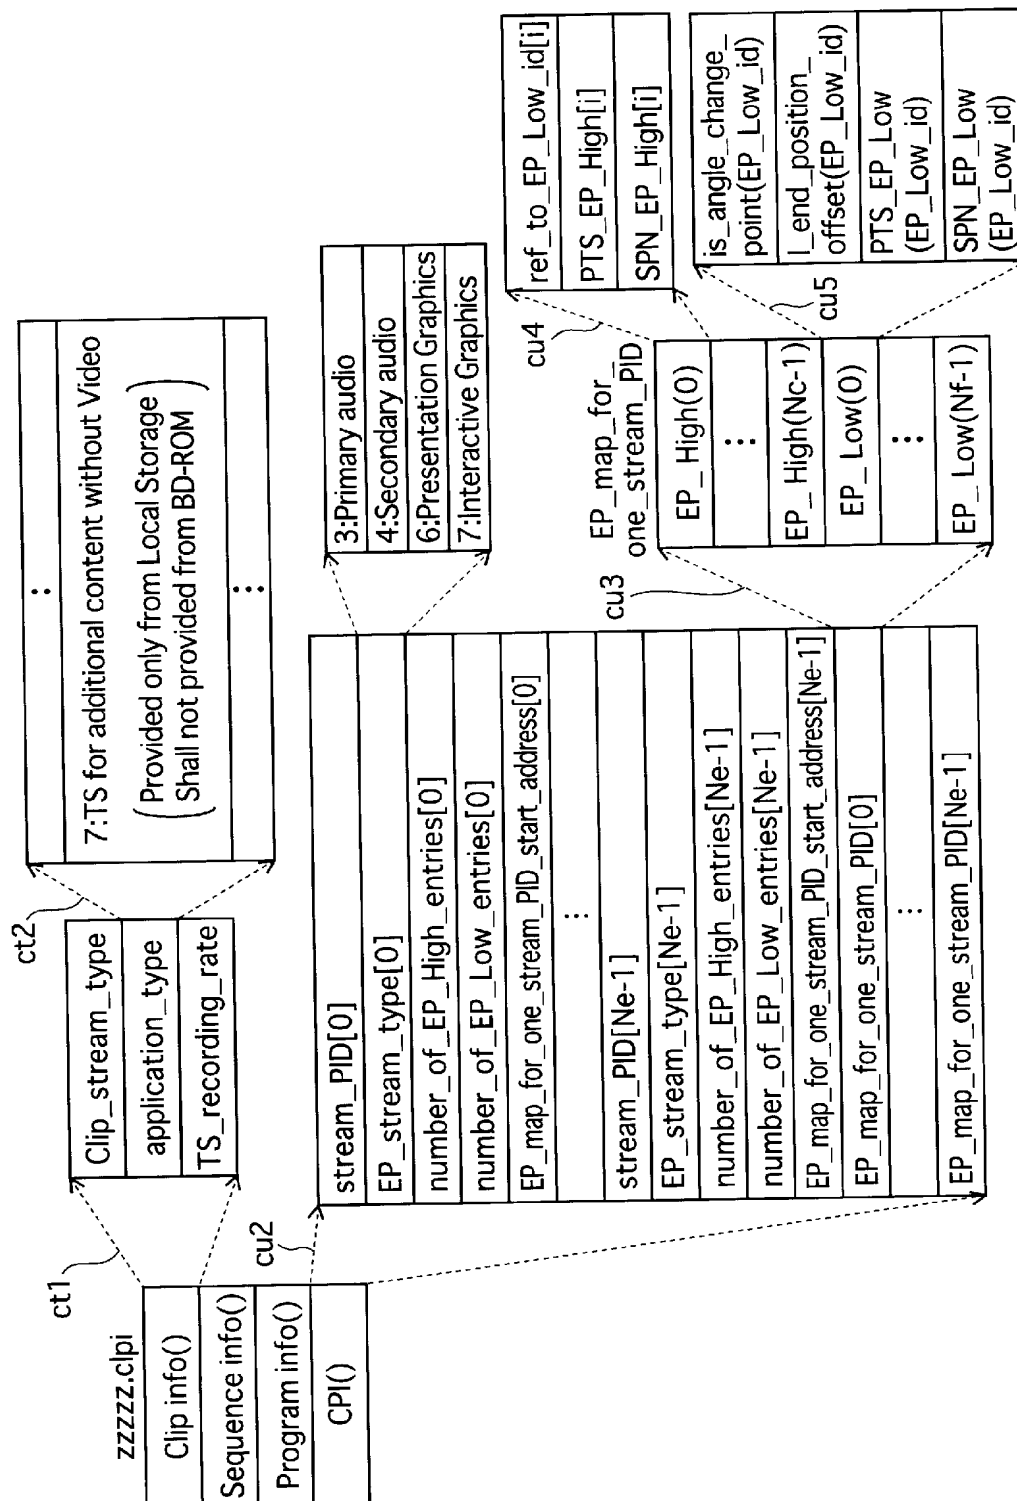 zzzzz.clpi
Clip info()
Sequence info()
Program info()
CPI()
ct1
Clip_stream_type
application_type
TS_recording_rate
ct2
⋮
7:TS for additional content without Video
(Provided only from Local Storage
Shall not provided from BD-ROM)
⋮
cu2
stream_PID[0]
EP_stream_type[0]
number_of_EP_High_entries[0]
number_of_EP_Low_entries[0]
EP_map_for_one_stream_PID_start_address[0]
⋮
stream_PID[Ne-1]
EP_stream_type[Ne-1]
number_of_EP_High_entries[Ne-1]
number_of_EP_Low_entries[Ne-1]
EP_map_for_one_stream_PID_start_address[Ne-1]
EP_map_for_one_stream_PID[0]
⋮
EP_map_for_one_stream_PID[Ne-1]
3:Primary audio
4:Secondary audio
6:Presentation Graphics
7:Interactive Graphics
cu3
EP_map_for_
one_stream_PID
EP_High(0)
⋮
EP_High(Nc-1)
EP_Low(0)
⋮
EP_Low(Nf-1)
cu4
ref_to_EP_Low_id[i]
PTS_EP_High[i]
SPN_EP_High[i]
cu5
is_angle_change_
point(EP_Low_id)
I_end_position_
offset(EP_Low_id)
PTS_EP_Low
(EP_Low_id)
SPN_EP_Low
(EP_Low_id)